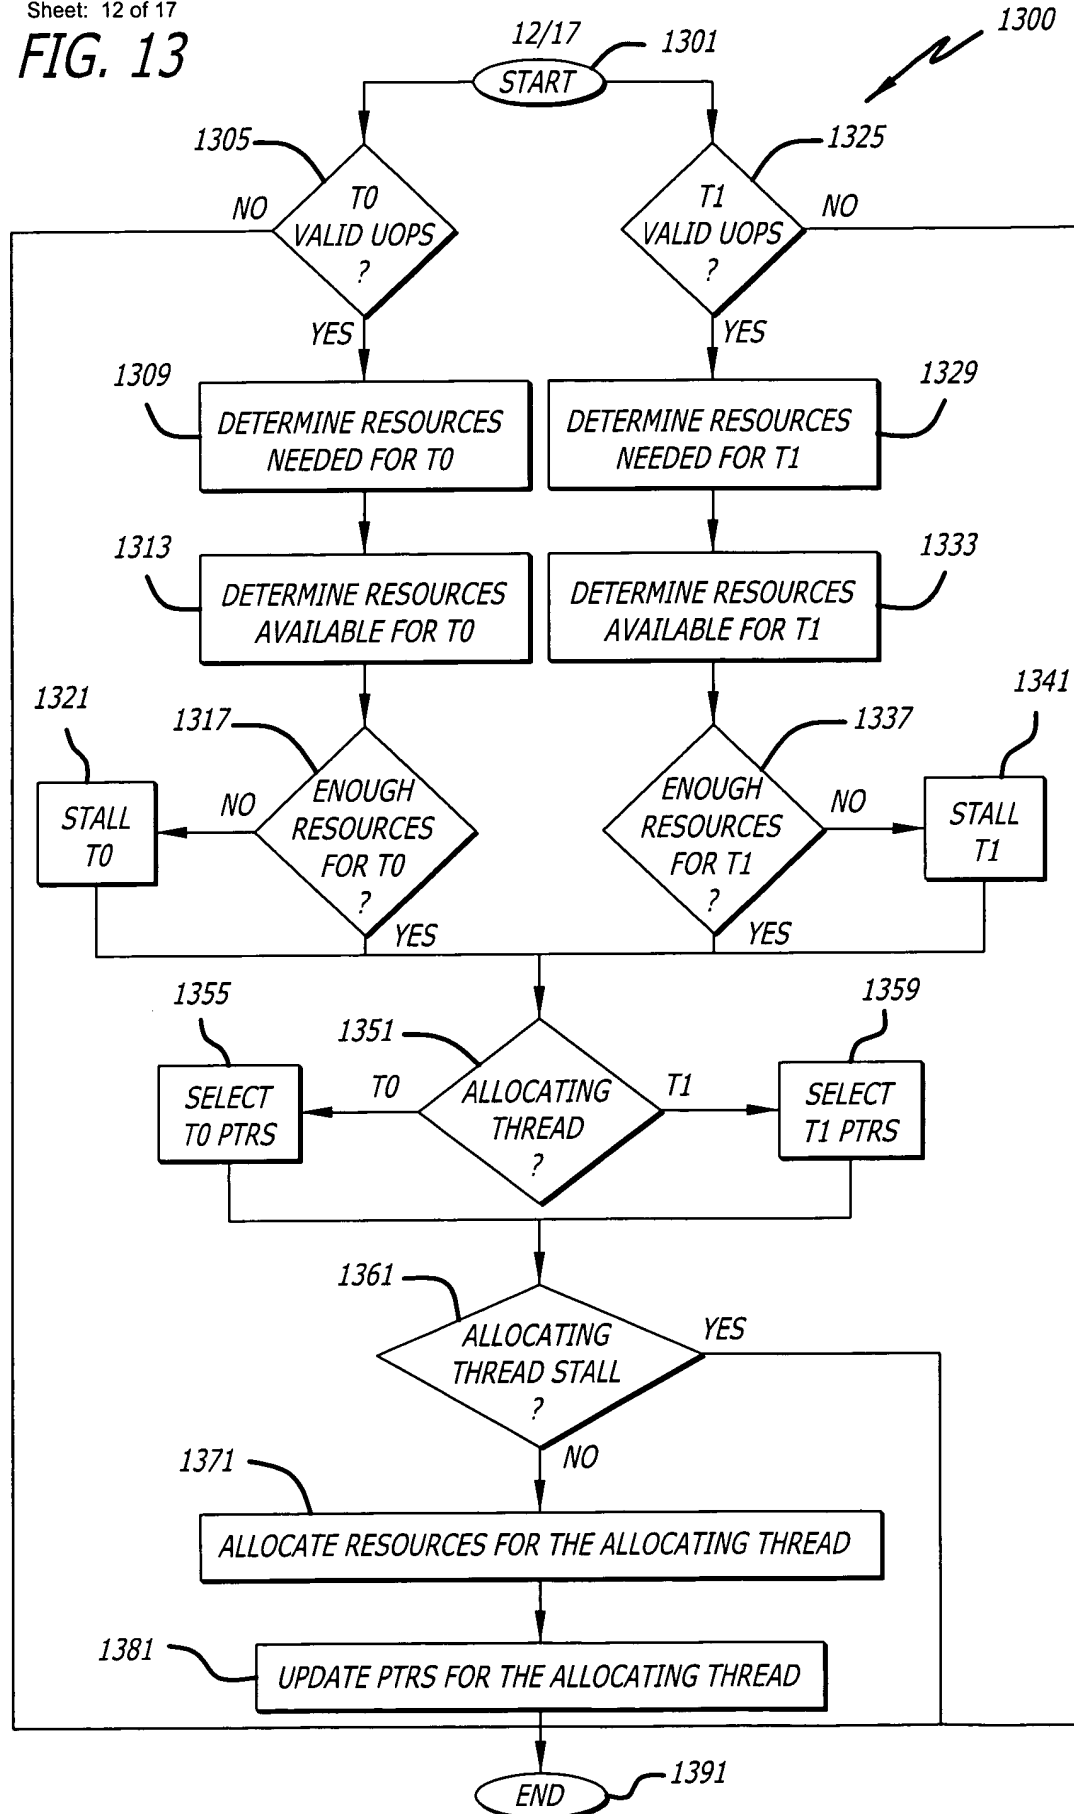 Sheet: 12 of 17
FIG. 13
12/17
1300
1301
START
1305
1325
T0
VALID UOPS
?
NO
T1
VALID UOPS
?
NO
YES
YES
1309
1329
DETERMINE RESOURCES
NEEDED FOR T0
DETERMINE RESOURCES
NEEDED FOR T1
1313
1333
DETERMINE RESOURCES
AVAILABLE FOR T0
DETERMINE RESOURCES
AVAILABLE FOR T1
1321
1317
1337
1341
STALL
T0
NO
ENOUGH
RESOURCES
FOR T0
?
ENOUGH
RESOURCES
FOR T1
?
NO
STALL
T1
YES
YES
1355
1351
1359
SELECT
T0 PTRS
T0
ALLOCATING
THREAD
?
T1
SELECT
T1 PTRS
1361
ALLOCATING
THREAD STALL
?
YES
NO
1371
ALLOCATE RESOURCES FOR THE ALLOCATING THREAD
1381
UPDATE PTRS FOR THE ALLOCATING THREAD
END
1391